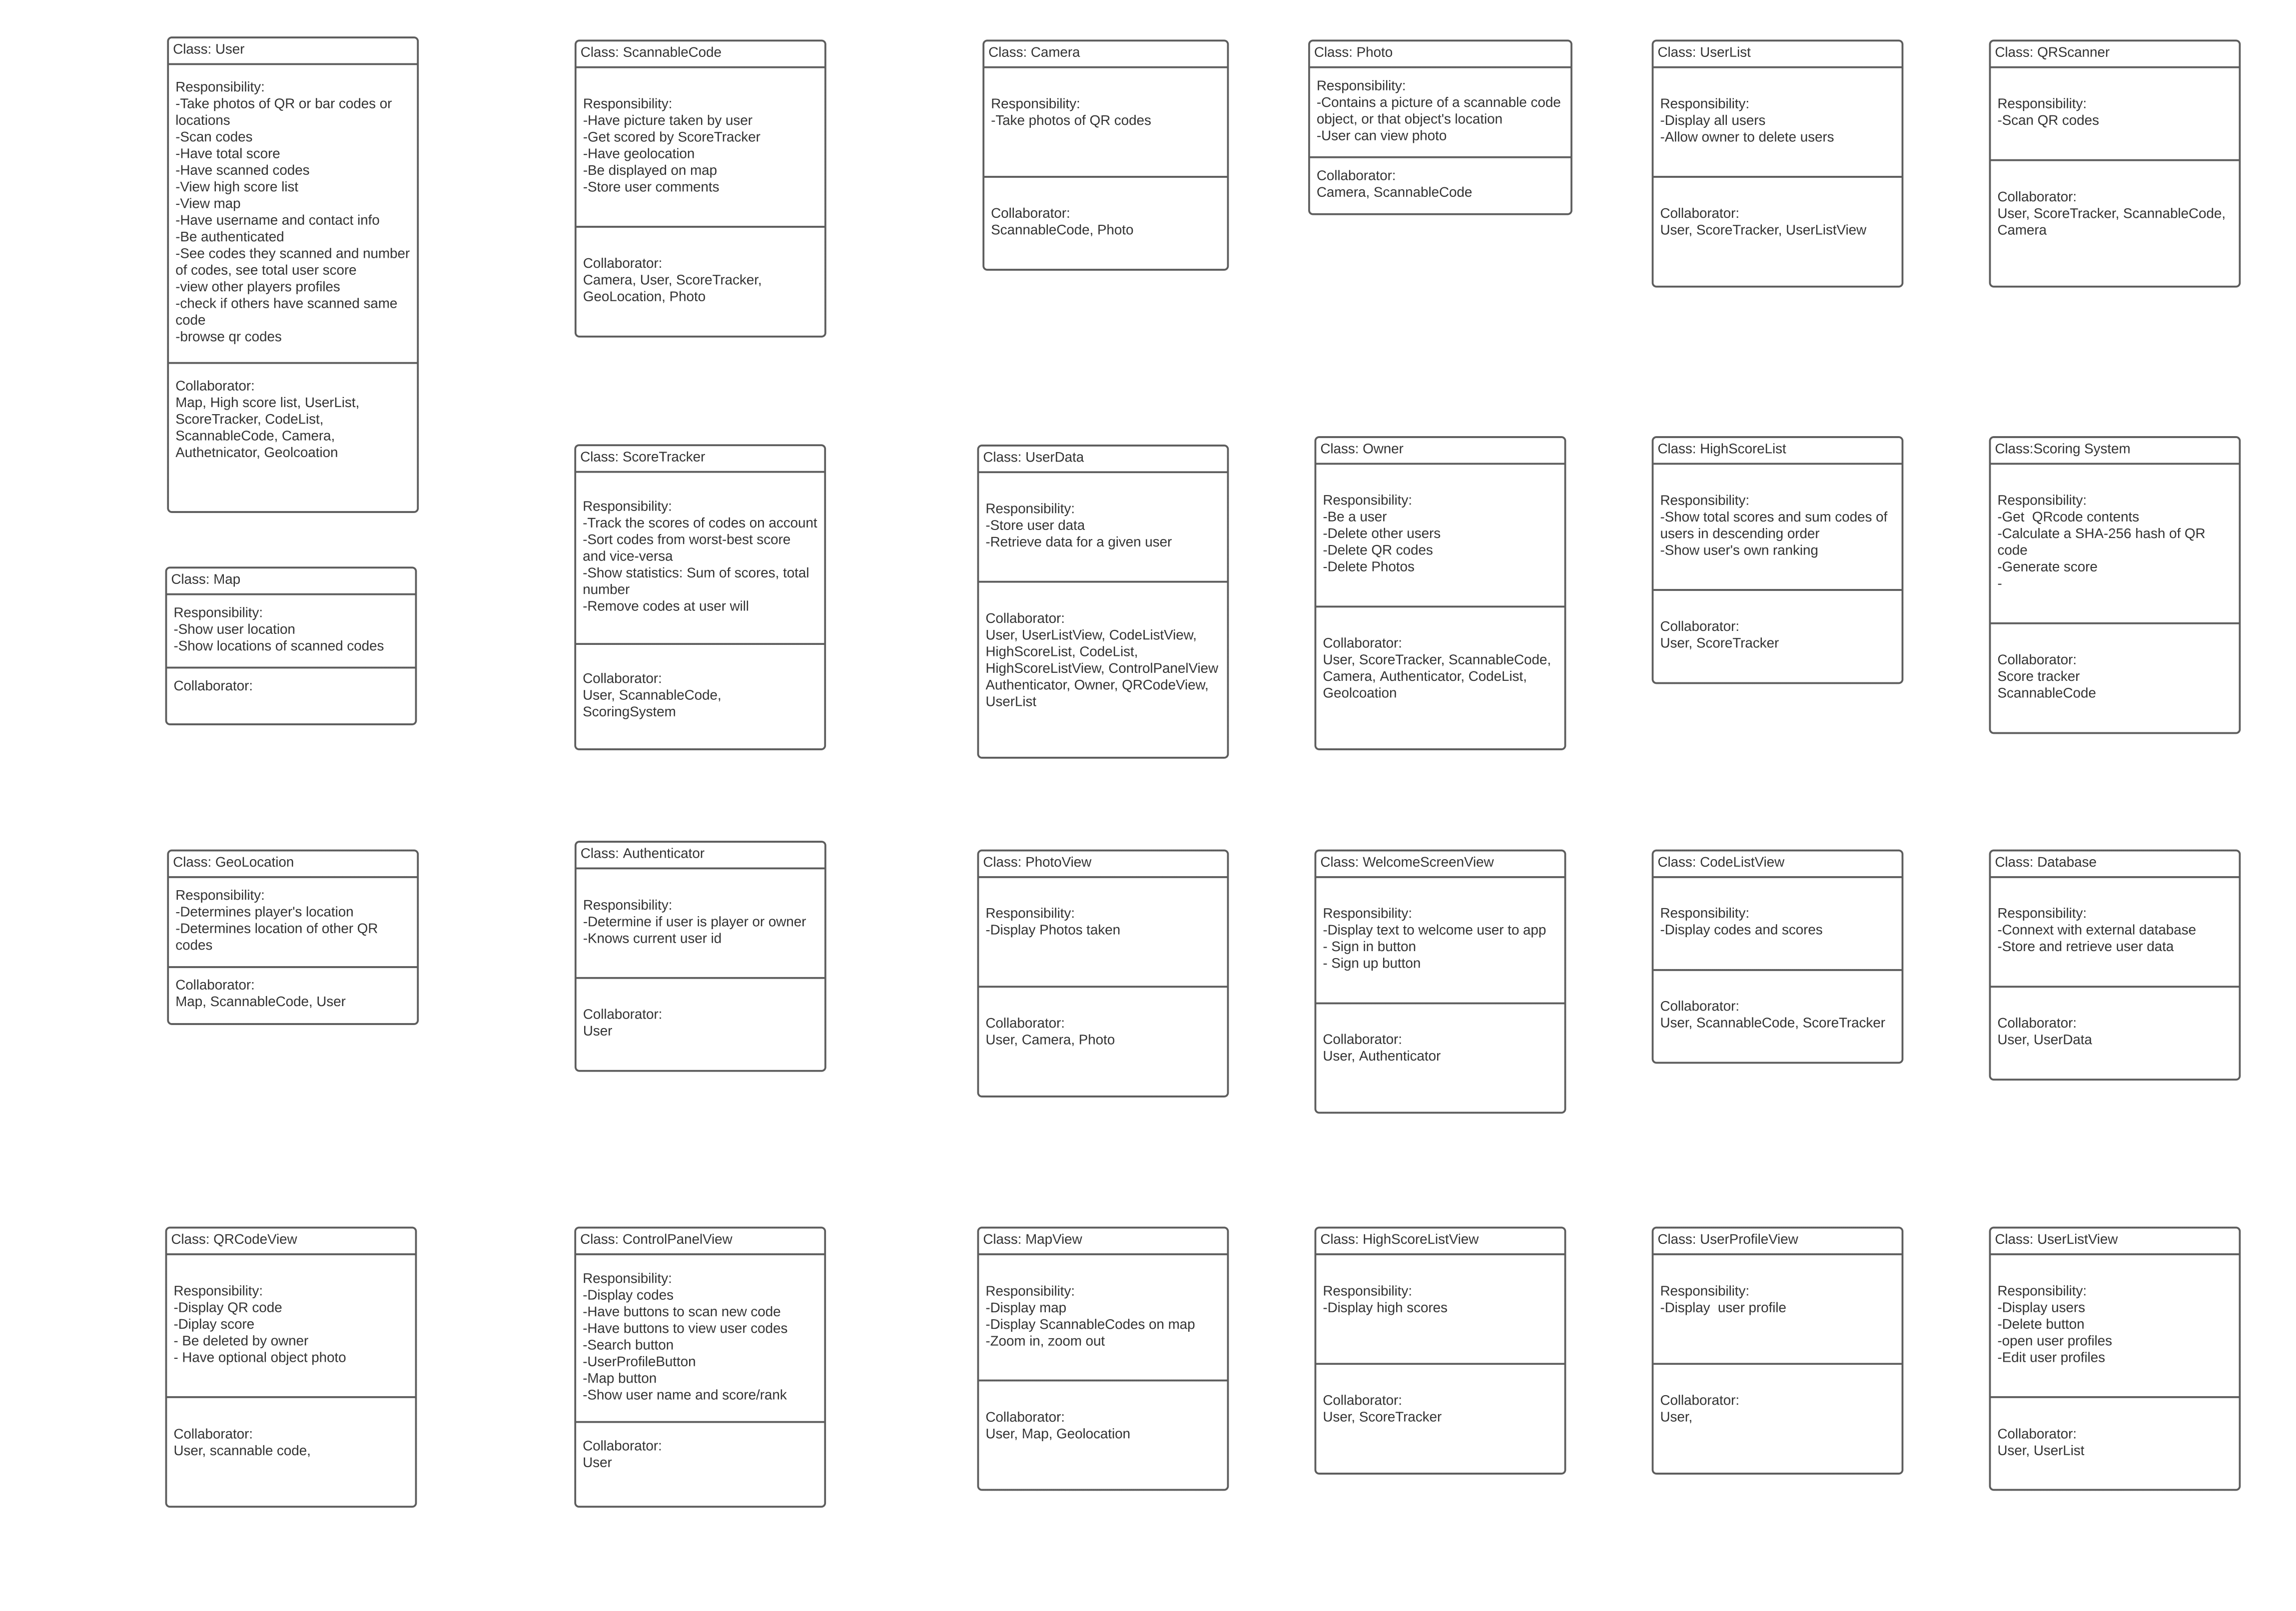 Class: User
Responsibility:
-Take photos of QR or bar codes or
locations
-Scan codes
-Have total score
-Have scanned codes
-View high score list
-View map
-Have username and contact info
-Be authenticated
-See codes they scanned and number
of codes, see total user score
-view other players profiles
-check if others have scanned same
code
-browse qr codes
Collaborator:
Map, High score list, UserList,
ScoreTracker, CodeList,
ScannableCode, Camera,
Authetnicator, Geolcoation
Class: ScannableCode
Responsibility:
-Have picture taken by user
-Get scored by ScoreTracker
-Have geolocation
-Be displayed on map
-Store user comments
Collaborator:
Camera, User, ScoreTracker,
GeoLocation, Photo
Class: Camera
Responsibility:
-Take photos of QR codes
Collaborator:
ScannableCode, Photo
Class: Photo
Responsibility:
-Contains a picture of a scannable code
object, or that object's location
-User can view photo
Collaborator:
Camera, ScannableCode
Class: UserList
Responsibility:
-Display all users
-Allow owner to delete users
Collaborator:
User, ScoreTracker, UserListView
Class: QRScanner
Responsibility:
-Scan QR codes
Collaborator:
User, ScoreTracker, ScannableCode,
Camera
Class: Map
Responsibility:
-Show user location
-Show locations of scanned codes
Collaborator:
Class: ScoreTracker
Responsibility:
-Track the scores of codes on account
-Sort codes from worst-best score
and vice-versa
-Show statistics: Sum of scores, total
number
-Remove codes at user will
Collaborator:
User, ScannableCode,
ScoringSystem
Class: UserData
Responsibility:
-Store user data
-Retrieve data for a given user
Collaborator:
User, UserListView, CodeListView,
HighScoreList, CodeList,
HighScoreListView, ControlPanelView
Authenticator, Owner, QRCodeView,
UserList
Class: Owner
Responsibility:
-Be a user
-Delete other users
-Delete QR codes
-Delete Photos
Collaborator:
User, ScoreTracker, ScannableCode,
Camera, Authenticator, CodeList,
Geolcoation
Class: HighScoreList
Responsibility:
-Show total scores and sum codes of
users in descending order
-Show user's own ranking
Collaborator:
User, ScoreTracker
Class:Scoring System
Responsibility:
-Get  QRcode contents
-Calculate a SHA-256 hash of QR
code
-Generate score
-
Collaborator:
Score tracker
ScannableCode
Class: GeoLocation
Responsibility:
-Determines player's location
-Determines location of other QR
codes
Collaborator:
Map, ScannableCode, User
Class: Authenticator
Responsibility:
-Determine if user is player or owner
-Knows current user id
Collaborator:
User
Class: PhotoView
Responsibility:
-Display Photos taken
Collaborator:
User, Camera, Photo
Class: WelcomeScreenView
Responsibility:
-Display text to welcome user to app
- Sign in button
- Sign up button
Collaborator:
User, Authenticator
Class: CodeListView
Responsibility:
-Display codes and scores
Collaborator:
User, ScannableCode, ScoreTracker
Class: Database
Responsibility:
-Connext with external database
-Store and retrieve user data
Collaborator:
User, UserData
Class: QRCodeView
Responsibility:
-Display QR code
-Diplay score
- Be deleted by owner
- Have optional object photo
Collaborator:
User, scannable code,
Class: ControlPanelView
Responsibility:
-Display codes
-Have buttons to scan new code
-Have buttons to view user codes
-Search button
-UserProfileButton
-Map button
-Show user name and score/rank
Collaborator:
User
Class: MapView
Responsibility:
-Display map
-Display ScannableCodes on map
-Zoom in, zoom out
Collaborator:
User, Map, Geolocation
Class: HighScoreListView
Responsibility:
-Display high scores
Collaborator:
User, ScoreTracker
Class: UserProfileView
Responsibility:
-Display  user profile
Collaborator:
User,
Class: UserListView
Responsibility:
-Display users
-Delete button
-open user profiles
-Edit user profiles
Collaborator:
User, UserList